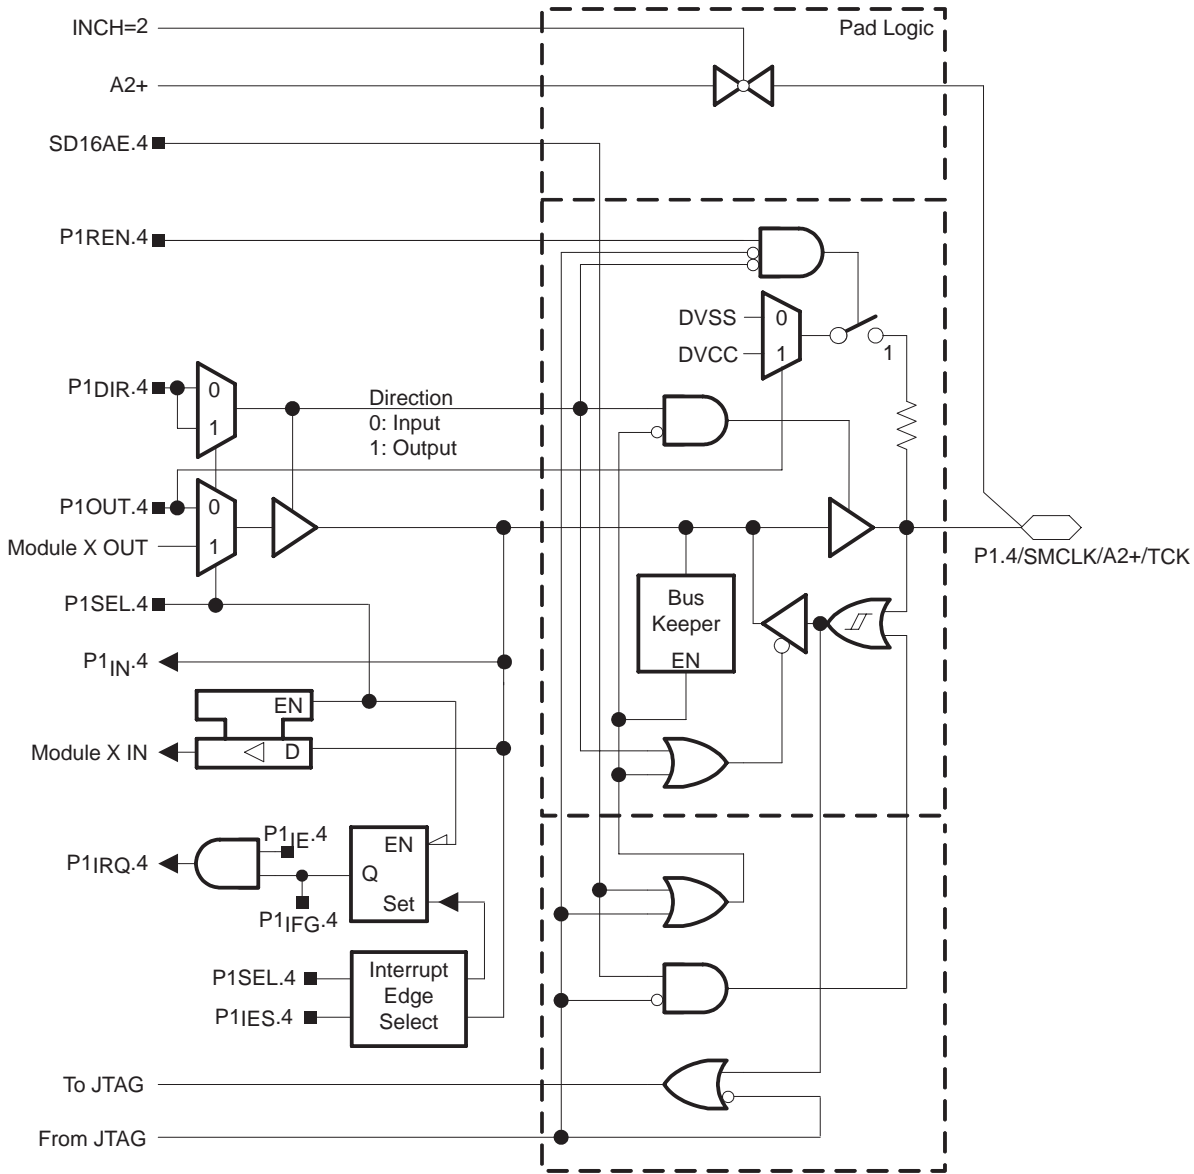 INCH=2
Pad Logic
A2+
SD16AE.4
P1REN.4
DVSS
0
DVCC
1
1
P1DIR.4
0
1
Direction
0: Input
1: Output
P1OUT.4
0
Module X OUT
1
P1.4/SMCLK/A2+/TCK
P1SEL.4
Bus
Keeper
EN
P1IN.4
EN
Module X IN
D
P1IE.4
EN
P1IRQ.4
Q
Set
P1IFG.4
P1SEL.4
Interrupt
Edge
Select
P1IES.4
To JTAG
From JTAG